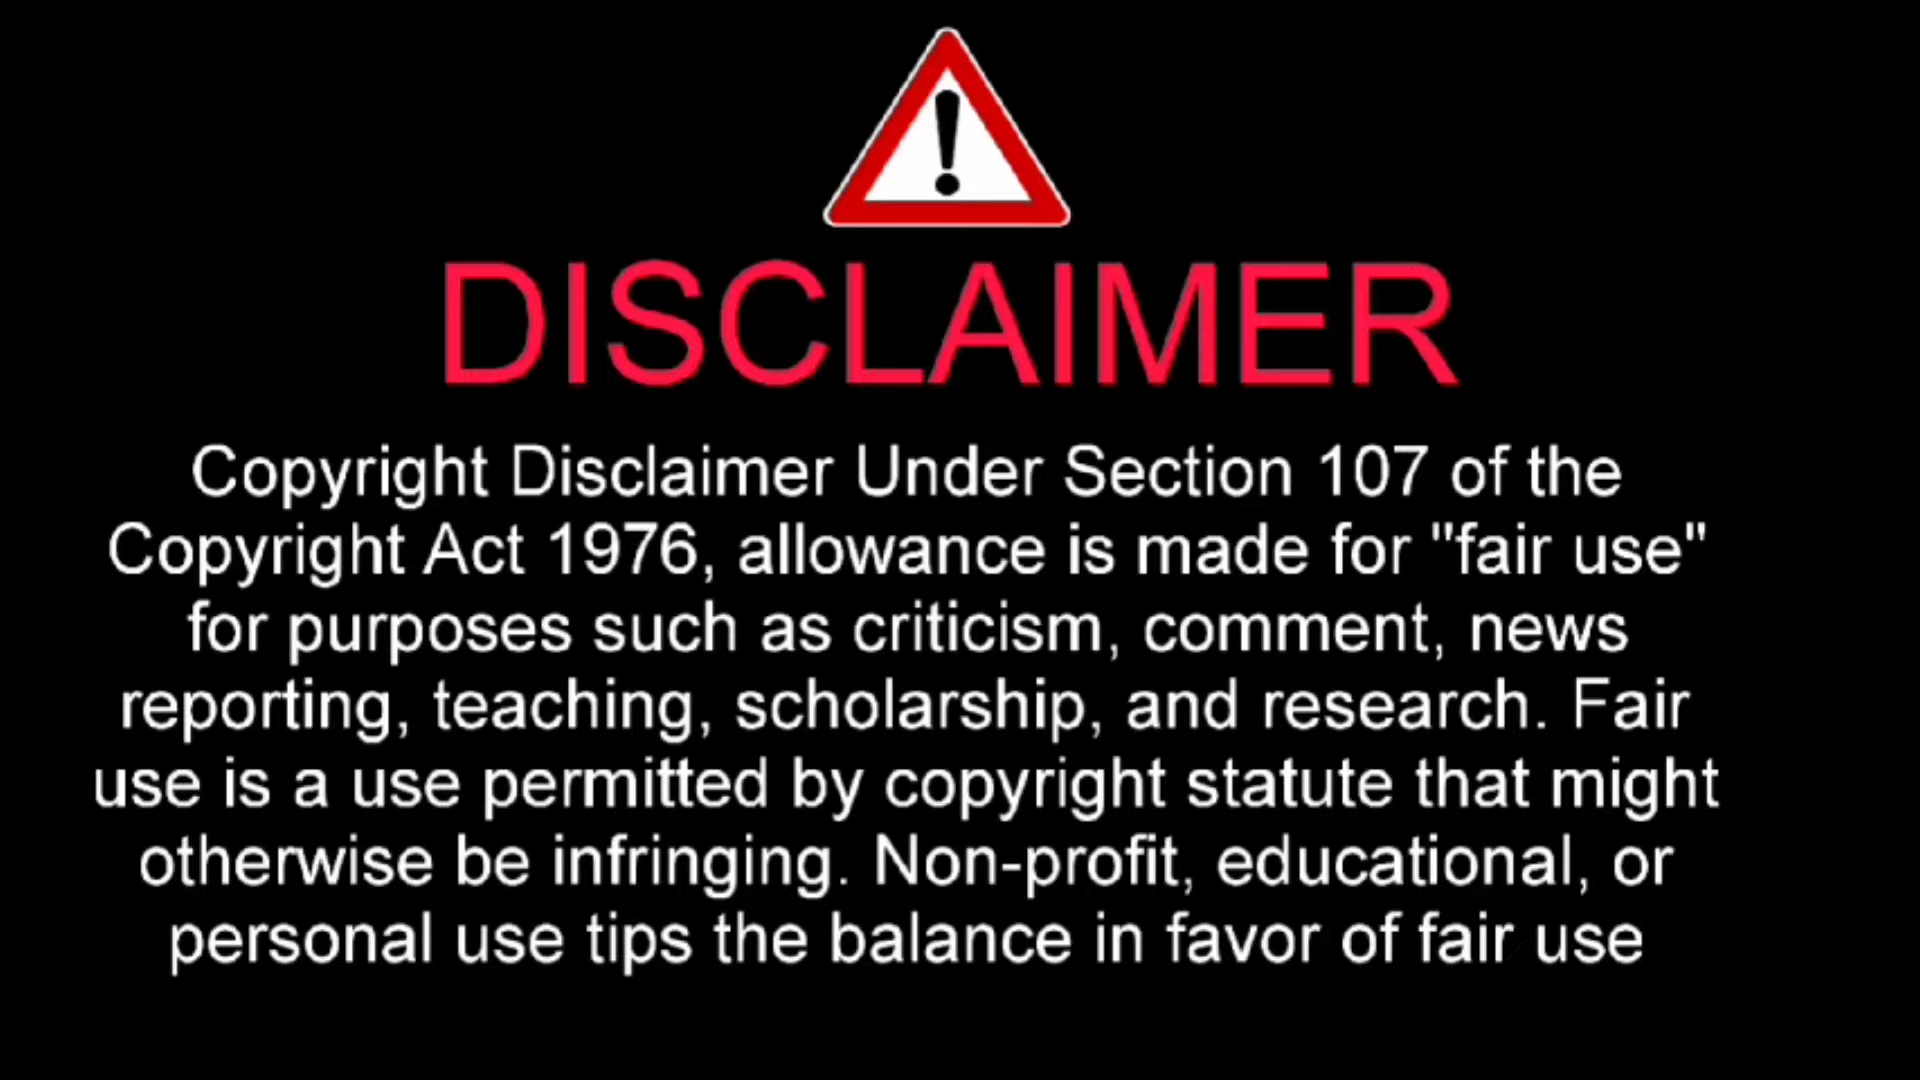 DISCLAIMER
Copyright Disclaimer Under Section 107 of the
Copyright Act 1976, allowance is made for "fair use"
for purposes such as criticism, comment, news
reporting, teaching, scholarship, and research. Fair
use is a use permitted by copyright statute that might
otherwise be infringing. Non-profit, educational, or
personal use tips the balance in favor of fair use